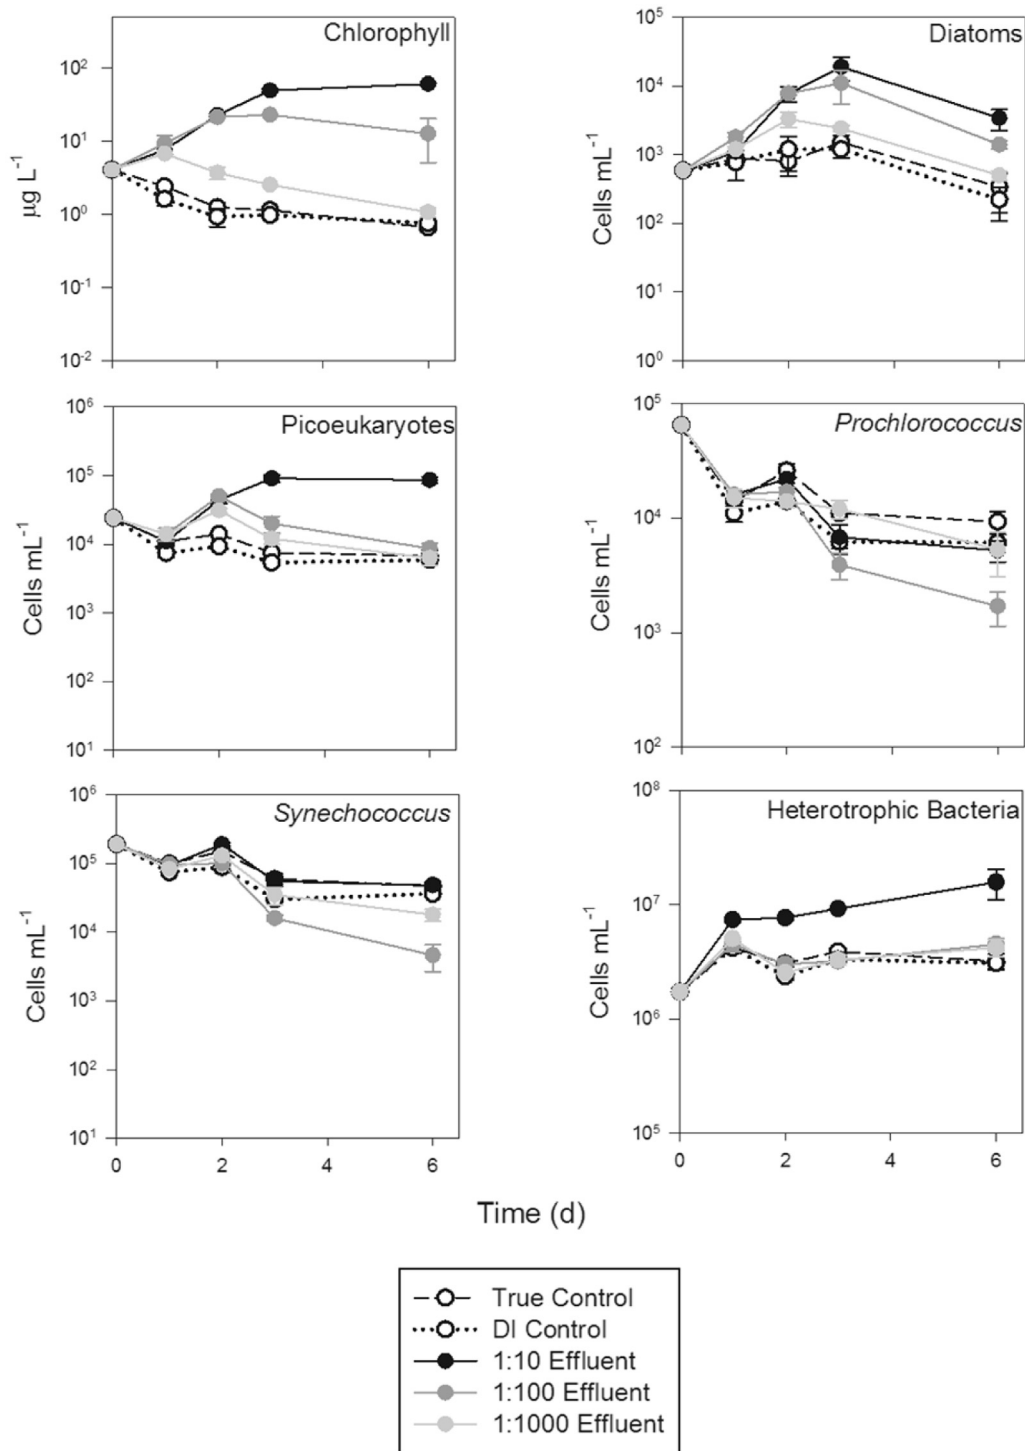 Chlorophyll
10²
10¹
10⁰
10⁻¹
10⁻²
µg L⁻¹
Diatoms
10⁵
10⁴
10³
10²
10¹
10⁰
Cells mL⁻¹
Picoeukaryotes
10⁶
10⁵
10⁴
10³
10²
10¹
Cells mL⁻¹
Prochlorococcus
10⁵
10⁴
10³
10²
Cells mL⁻¹
Synechococcus
10⁶
10⁵
10⁴
10³
10²
10¹
Cells mL⁻¹
0 2 4 6
Heterotrophic Bacteria
10⁸
10⁷
10⁶
10⁵
Cells mL⁻¹
0 2 4 6
Time (d)
True Control
DI Control
1:10 Effluent
1:100 Effluent
1:1000 Effluent